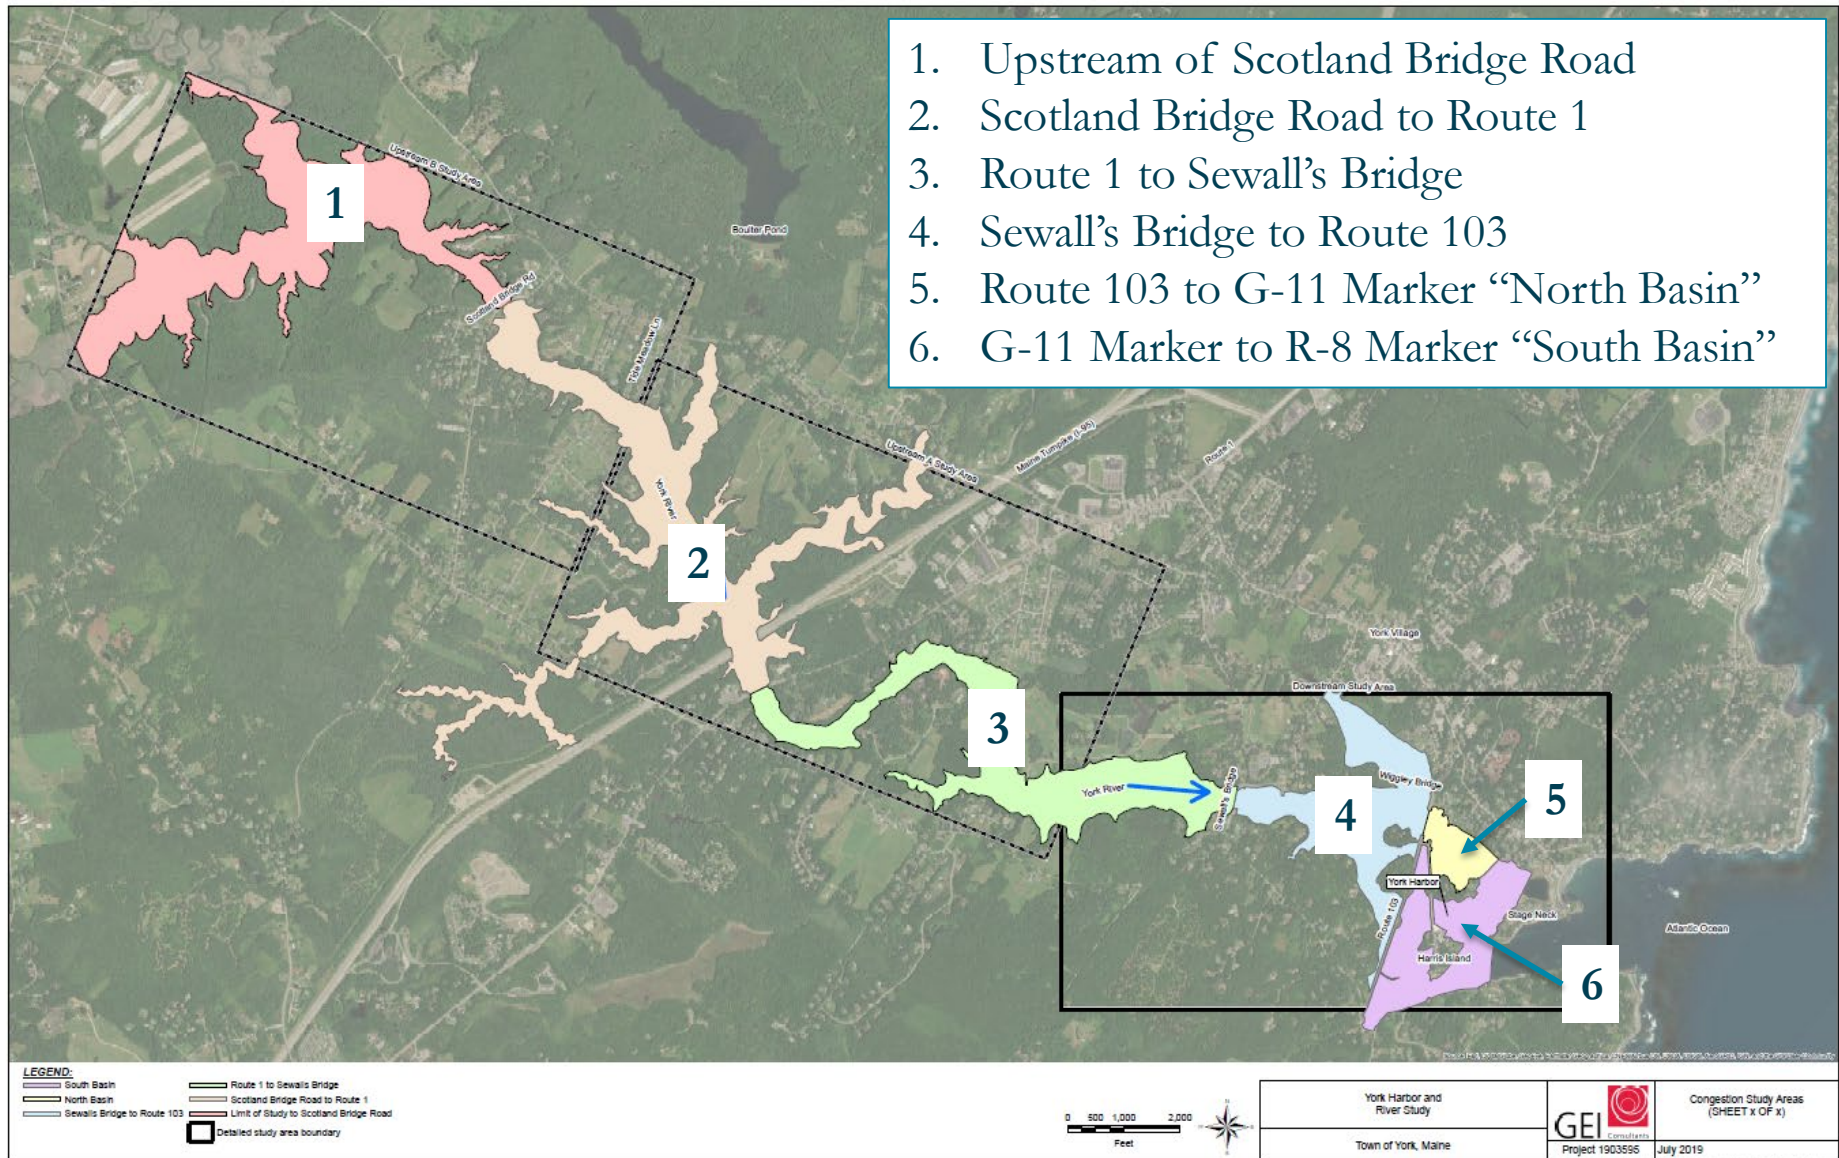 1. Upstream of Scotland Bridge Road
2. Scotland Bridge Road to Route 1
3. Route 1 to Sewall’s Bridge
4. Sewall’s Bridge to Route 103
5. Route 103 to G-11 Marker “North Basin”
6. G-11 Marker to R-8 Marker “South Basin”
Upstream B Study Area
1
Boulter Pond
Scotland Bridge Rd
Tide Meadow Ln
Upstream A Study Area
Maine Turnpike (I-95)
Route 1
York River
2
York Village
Downstream Study Area
3
York River
Sewall's Bridge
Wiggley Bridge
4
5
York Harbor
Route 103
Stage Neck
Harris Island
Atlantic Ocean
6
LEGEND:
South Basin
North Basin
Sewalls Bridge to Route 103
Route 1 to Sewalls Bridge
Scotland Bridge Road to Route 1
Limit of Study to Scotland Bridge Road
Detailed study area boundary
0 500 1,000 2,000
Feet
York Harbor and
River Study
Town of York, Maine
GEI Consultants
Project 1903595
Congestion Study Areas
(SHEET x OF x)
July 2019